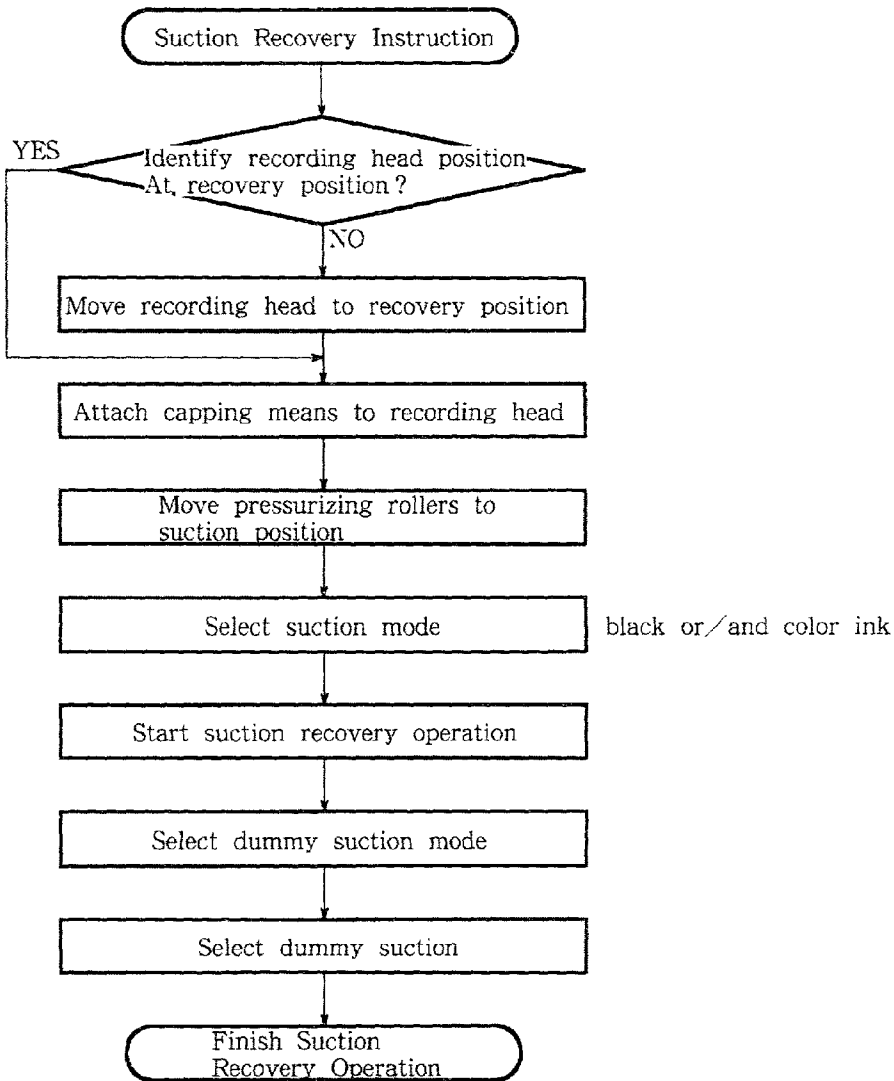 Suction Recovery Instruction
YES
Identify recording head position
At recovery position?
NO
Move recording head to recovery position
Attach capping means to recording head
Move pressurizing rollers to
suction position
Select suction mode
black or/and color ink
Start suction recovery operation
Select dummy suction mode
Select dummy suction
Finish Suction
Recovery Operation